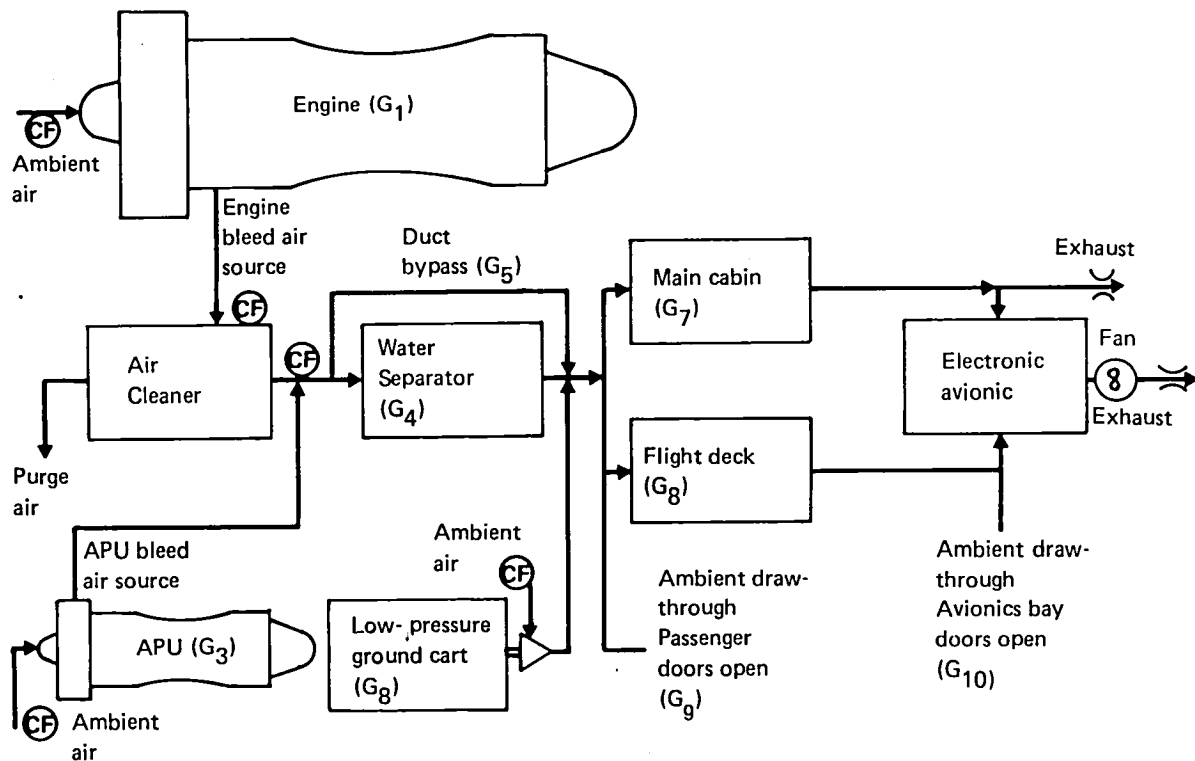 Engine (G1)
CF
Ambient
air
Engine
bleed air
source
Duct
bypass (G5)
Main cabin
(G7)
Exhaust
CF
Air
Cleaner
CF
Water
Separator
(G4)
Electronic
avionic
Fan
8
Exhaust
Purge
air
Flight deck
(G8)
APU bleed
air source
Ambient
air
CF
Ambient draw-
through
Passenger
doors open
(G9)
Ambient draw-
through
Avionics bay
doors open
(G10)
APU (G3)
Low-pressure
ground cart
(G8)
CF
Ambient
air